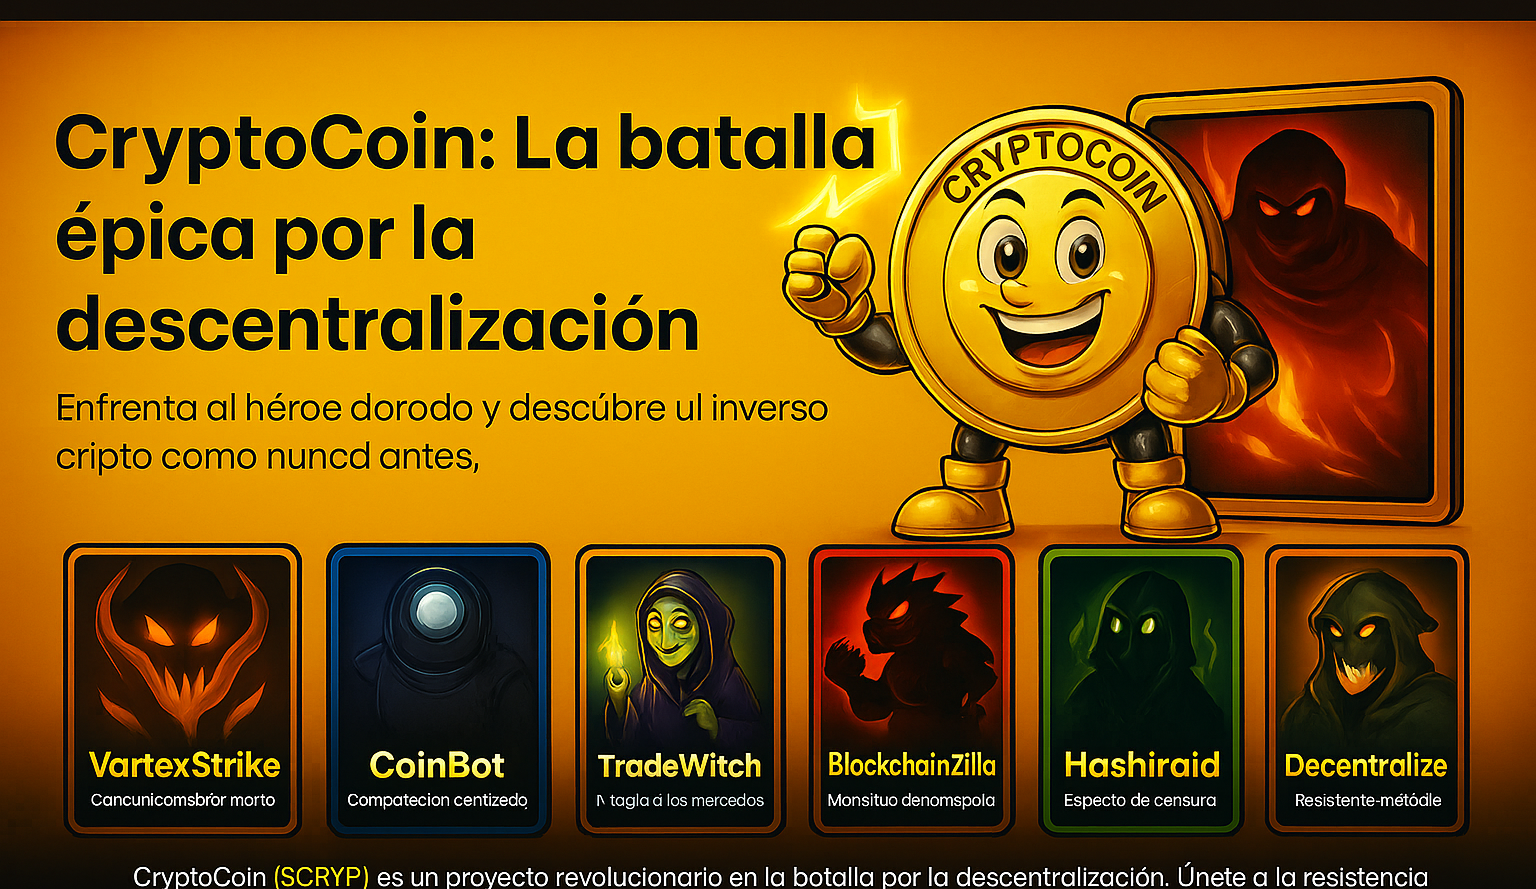 CryptoCoin: La batalla
épica por la
descentralización
CRYPTOCOIN
Enfrenta al héroe dorodo y descúbre ul inverso
cripto como nuncd antes,
VartexStrike
Cancunicomsbŕor morto
CoinBot
Compatecion centizedo
TradeWitch
tagla d los mercedos
BlockchainZilla
Monsituo denomspola
Hashiraid
Especto de censura
Decentralize
Resistente-métódle
CryptoCoin (SCRYP) es un proyecto revolucionario en la botalla por la descentralización. Únete a la resistencia